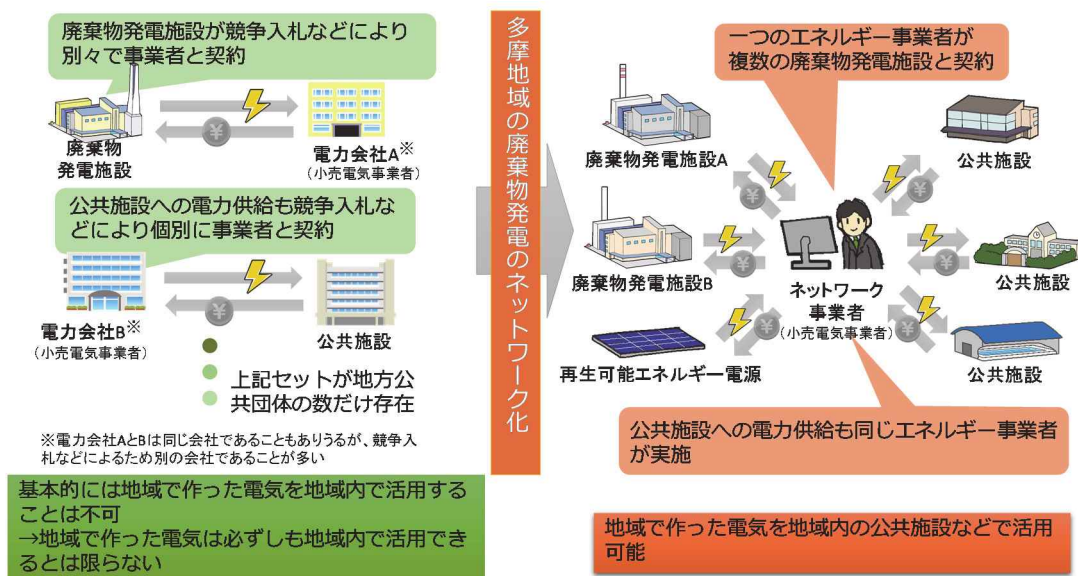 廃棄物発電施設が競争入札などにより
別々で事業者と契約
¥
廃棄物
発電施設
電力会社A※
(小売電気事業者)
公共施設への電力供給も競争入札な
どにより個別に事業者と契約
¥
電力会社B※
(小売電気事業者)
公共施設
上記セットが地方公
共団体の数だけ存在
※電力会社AとBは同じ会社であることもありうるが、競争入
札などによるため別の会社であることが多い
基本的には地域で作った電気を地域内で活用する
ことは不可
→地域で作った電気は必ずしも地域内で活用でき
るとは限らない
多摩地域の廃棄物発電のネットワーク化
一つのエネルギー事業者が
複数の廃棄物発電施設と契約
廃棄物発電施設A
¥
¥
公共施設
廃棄物発電施設B
¥
¥
公共施設
ネットワーク
事業者
(小売電気事業者)
再生可能エネルギー電源
¥
¥
公共施設
公共施設への電力供給も同じエネルギー事業者
が実施
地域で作った電気を地域内の公共施設などで活用
可能